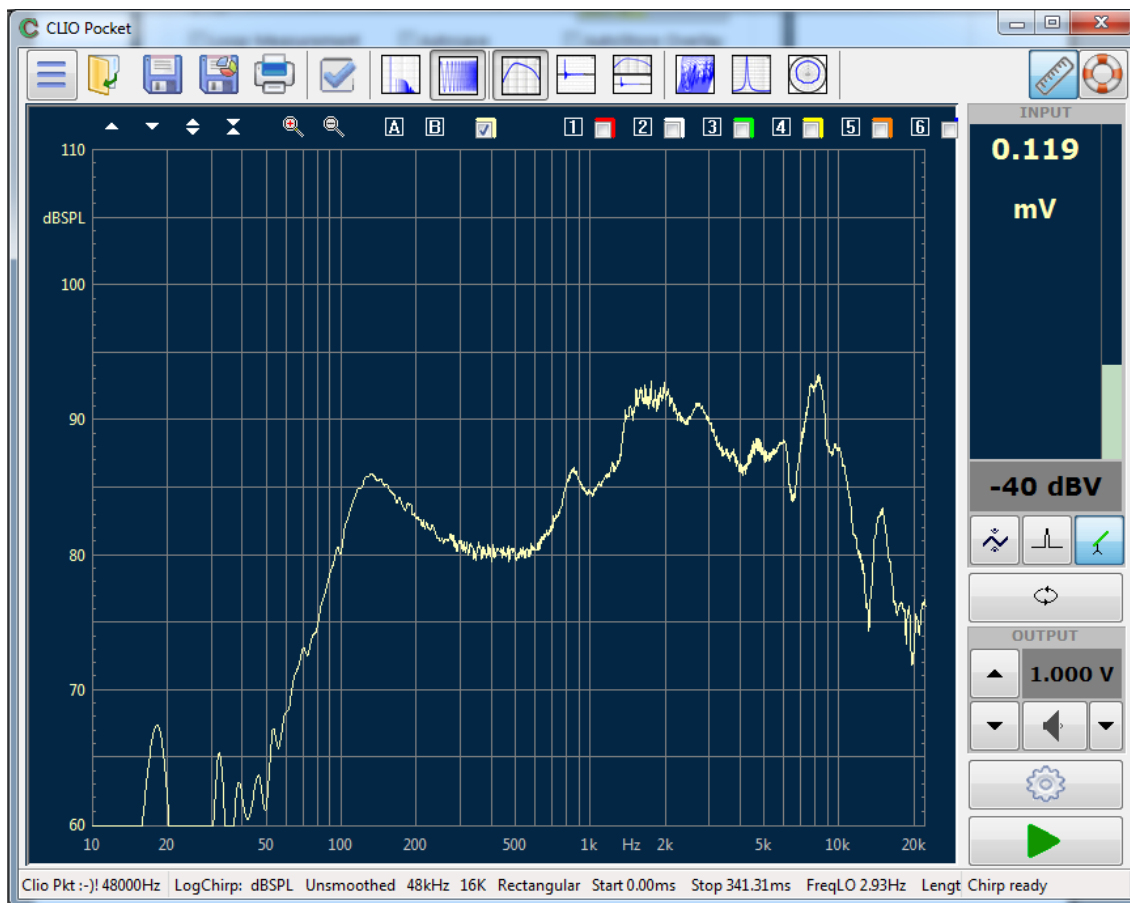 CLIO Pocket
A B 1 2 3 4 5 6
INPUT
0.119
mV
-40 dBV
OUTPUT
1.000 V
110
dBSPL
100
90
80
70
60
10 20 50 100 200 500 1k Hz 2k 5k 10k 20k
Clio Pkt :-)! 48000Hz LogChirp: dBSPL Unsmoothed 48kHz 16K Rectangular Start 0.00ms Stop 341.31ms FreqLO 2.93Hz Lengt Chirp ready